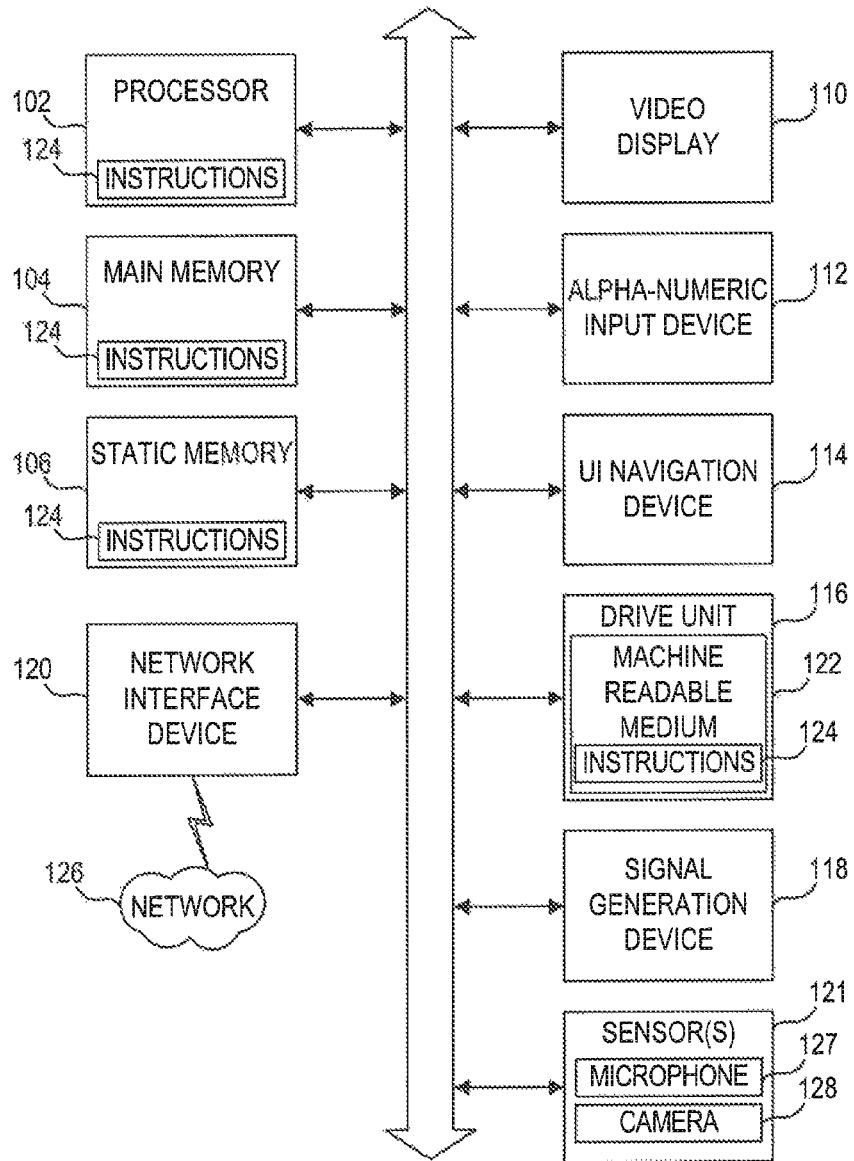 102
PROCESSOR
124
INSTRUCTIONS
104
MAIN MEMORY
124
INSTRUCTIONS
106
STATIC MEMORY
124
INSTRUCTIONS
120
NETWORK
INTERFACE
DEVICE
126
NETWORK
VIDEO
DISPLAY
110
ALPHA-NUMERIC
INPUT DEVICE
112
UI NAVIGATION
DEVICE
114
DRIVE UNIT
116
MACHINE
READABLE
MEDIUM
122
INSTRUCTIONS
124
SIGNAL
GENERATION
DEVICE
118
SENSOR(S)
121
MICROPHONE
127
CAMERA
128